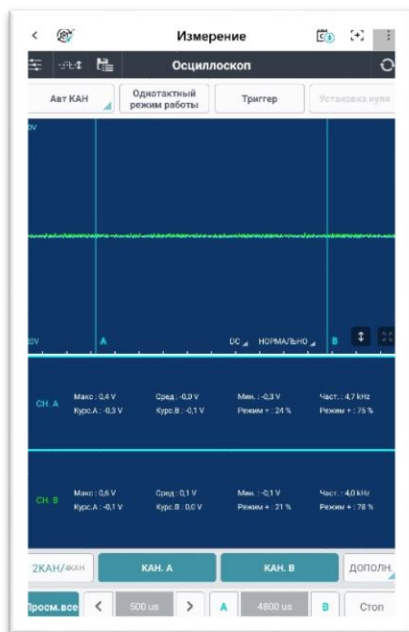 Измерение
Осциллоскоп
Авт КАН
Однотактный
режим работы
Триггер
Установка нуля
A
DC
НОРМАЛЬНО
B
CH. A
Макс : 0,4 V
Сред : -0,0 V
Мин. : -0,3 V
Част. : 4,7 kHz
Курс.A : -0,3 V
Курс.B : -0,1 V
Режим + : 24 %
Режим + : 75 %
CH. B
Макс : 0,6 V
Сред : 0,1 V
Мин. : -0,1 V
Част. : 4,0 kHz
Курс.A : -0,1 V
Курс.B : 0,0 V
Режим + : 21 %
Режим + : 78 %
2КАН/4КАН
КАН. A
КАН. B
ДОПОЛН.
Просм.все
500 us
A
4800 us
B
Стоп